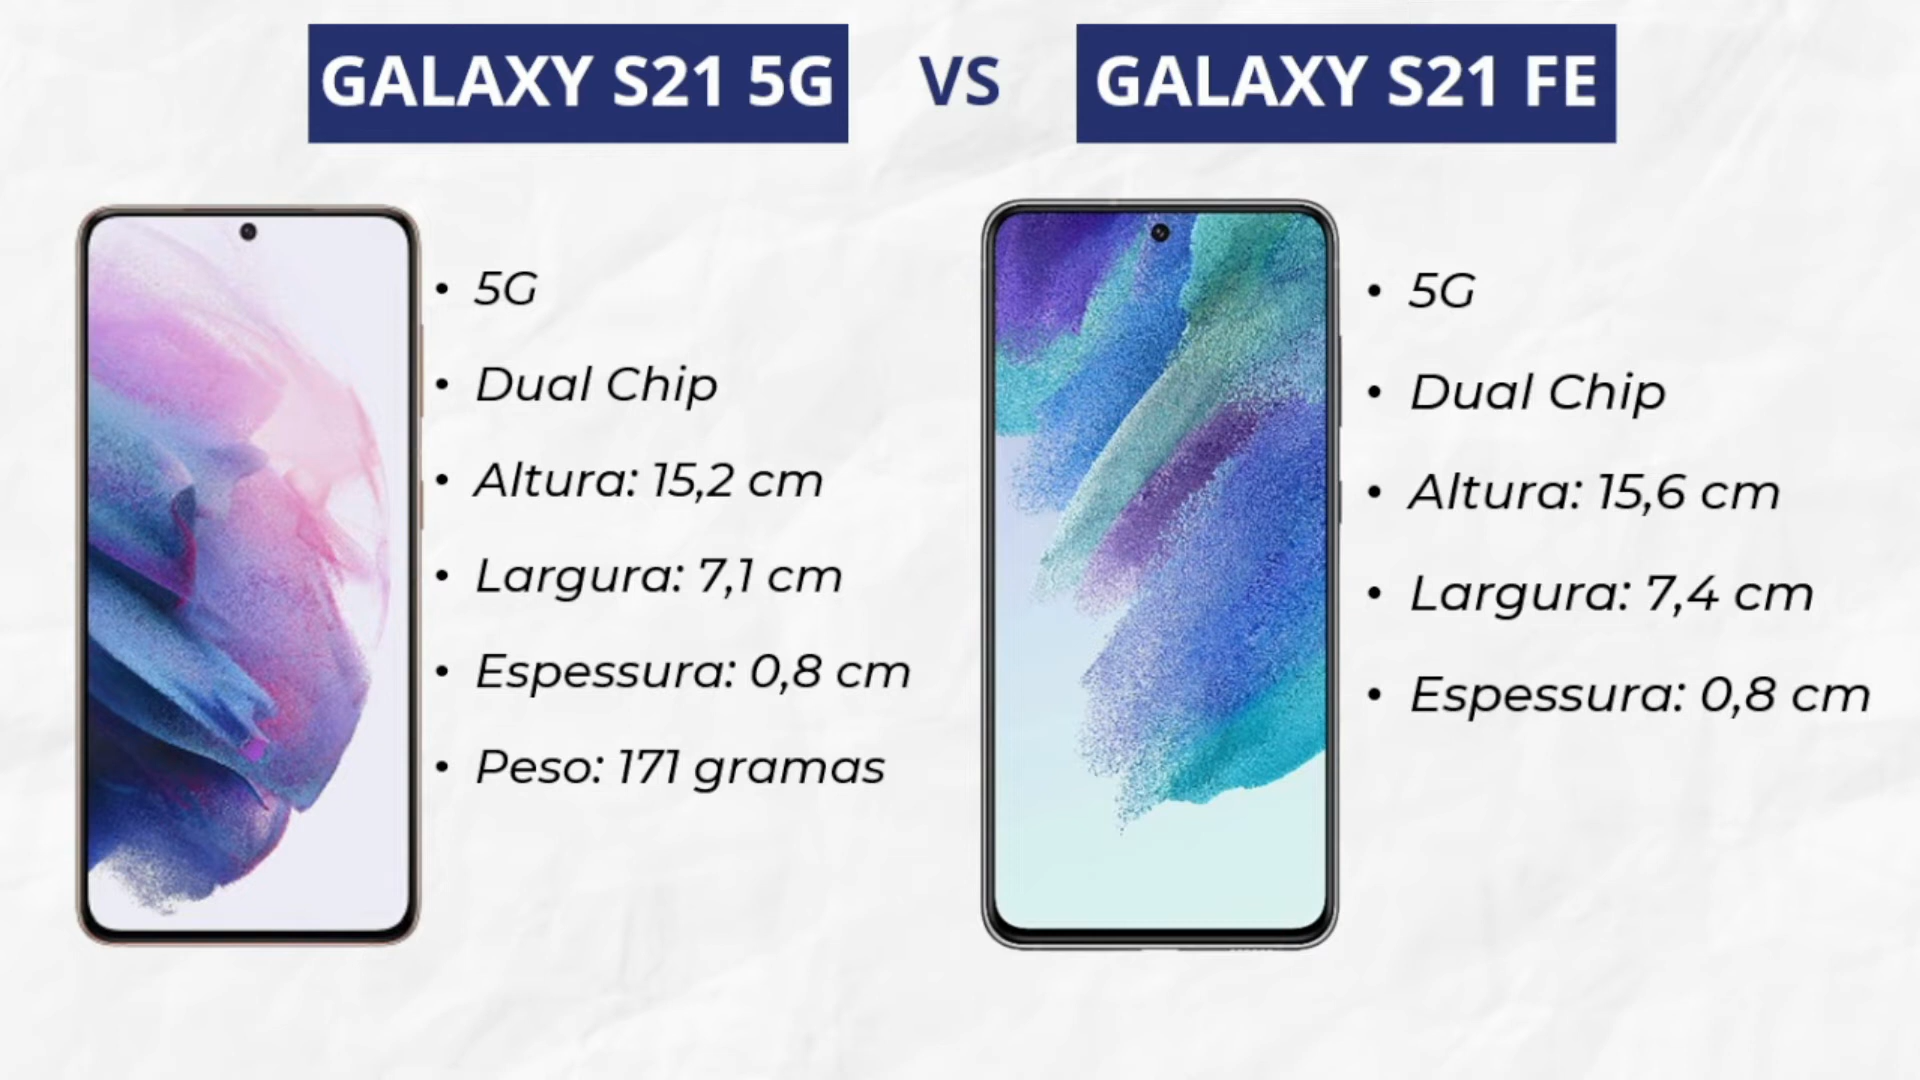 GALAXY S21 5G VS GALAXY S21 FE
• 5G
• Dual Chip
• Altura: 15,2 cm
• Largura: 7,1 cm
• Espessura: 0,8 cm
• Peso: 171 gramas
• 5G
• Dual Chip
• Altura: 15,6 cm
• Largura: 7,4 cm
• Espessura: 0,8 cm